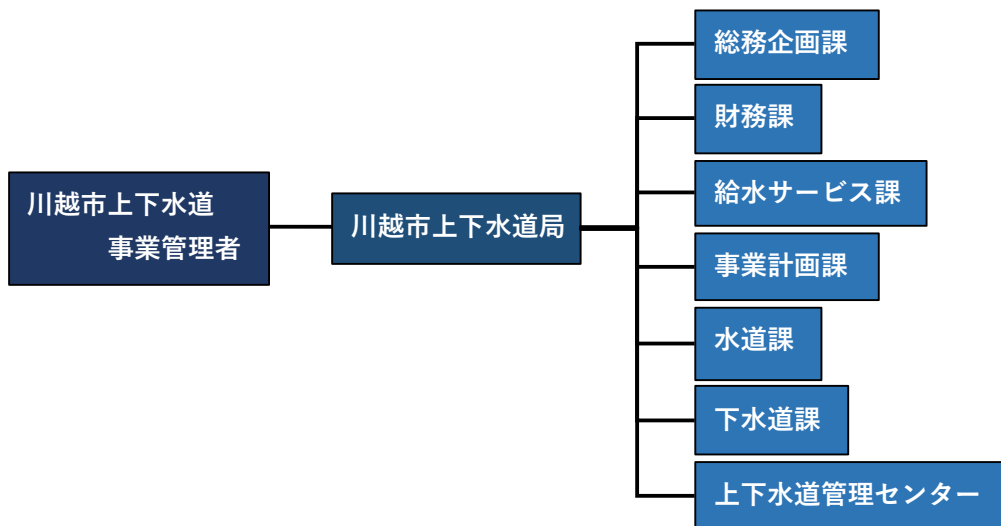 川越市上下水道
事業管理者
川越市上下水道局
総務企画課
財務課
給水サービス課
事業計画課
水道課
下水道課
上下水道管理センター